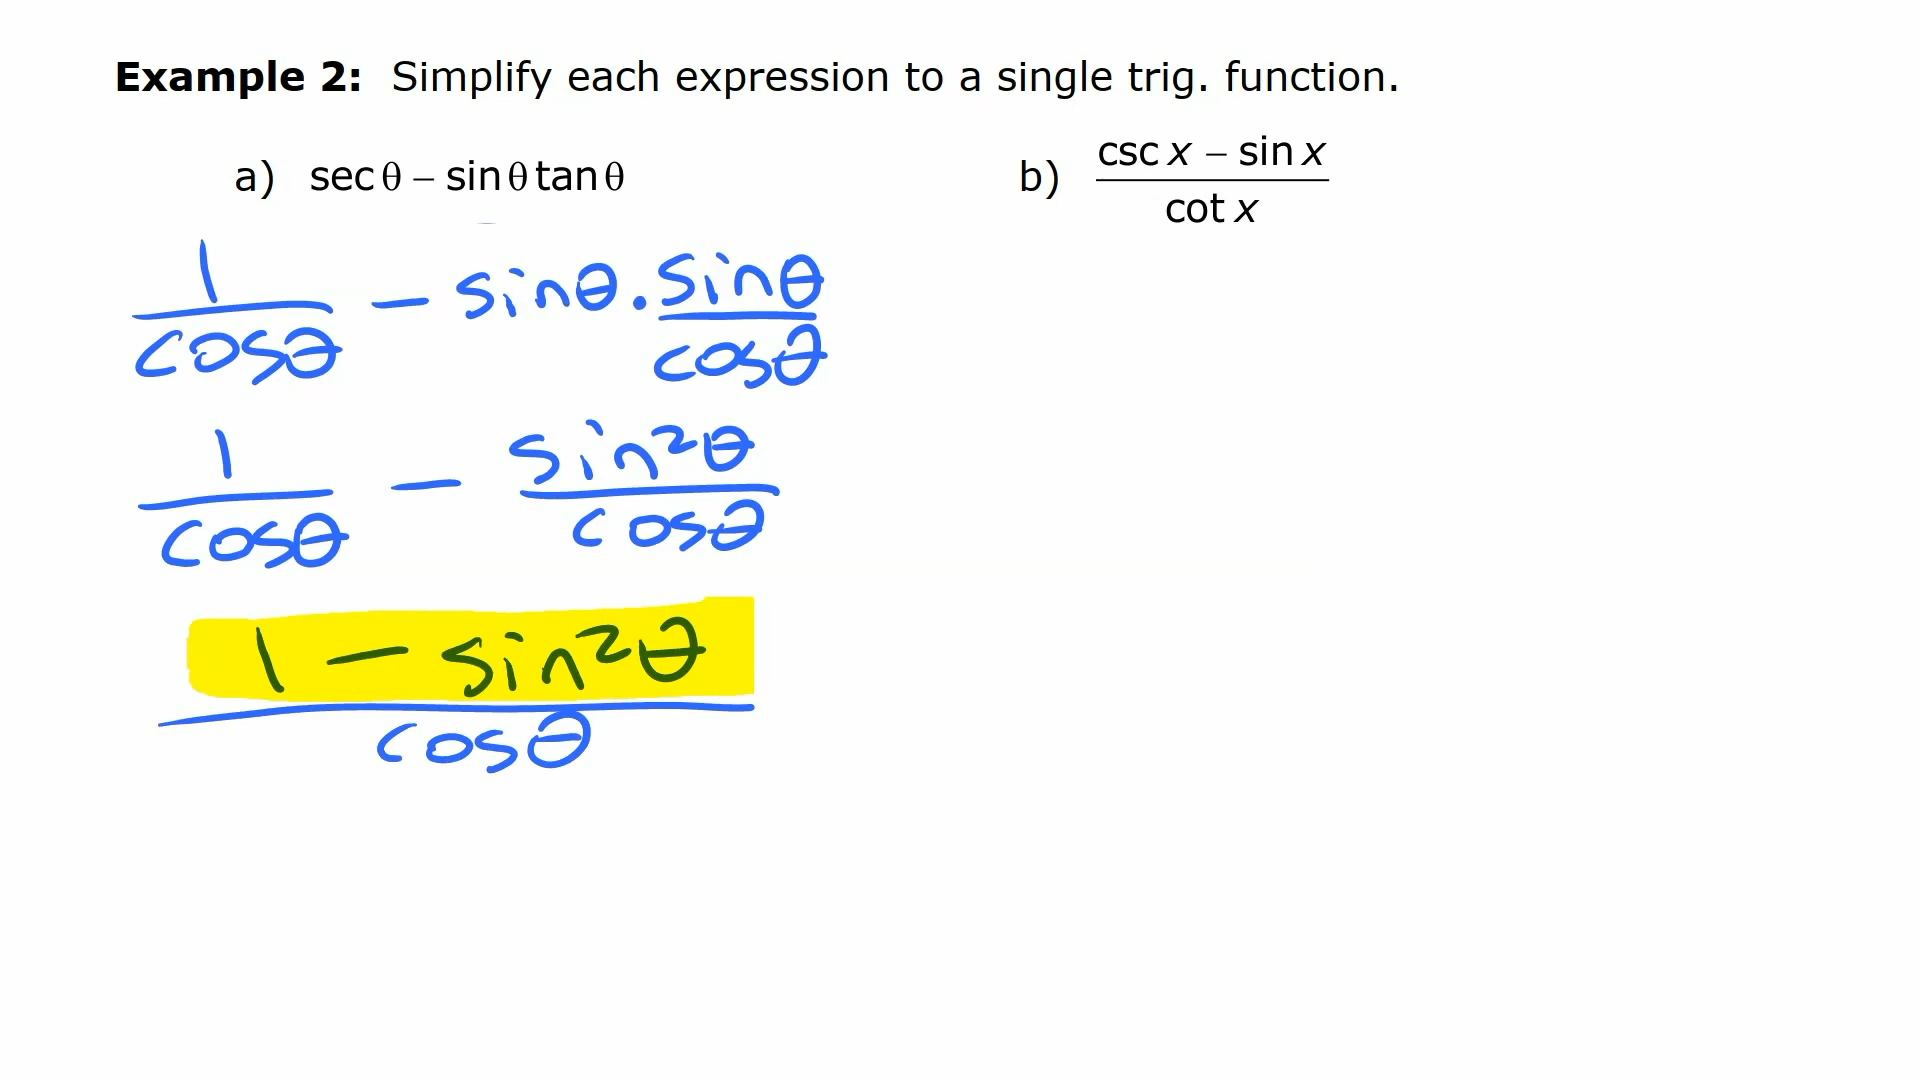 Example 2: Simplify each expression to a single trig. function.
a) sec θ – sin θ tan θ
b) (csc x – sin x) / (cot x)
1/cosθ − sinθ · sinθ/cosθ
1/cosθ − sin²θ/cosθ
(1 − sin²θ)/cosθ